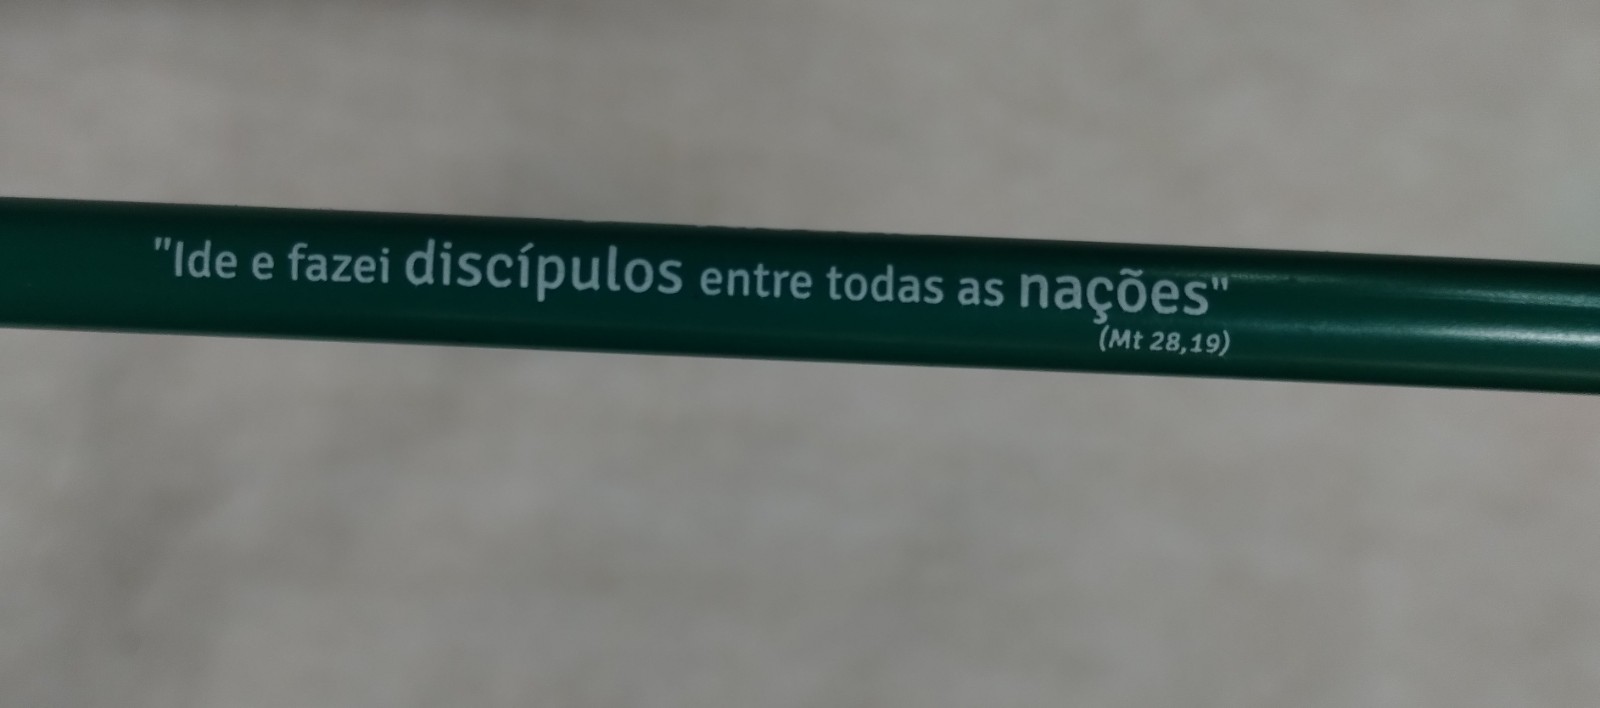 "Ide e fazei discípulos entre todas as nações"
(Mt 28,19)